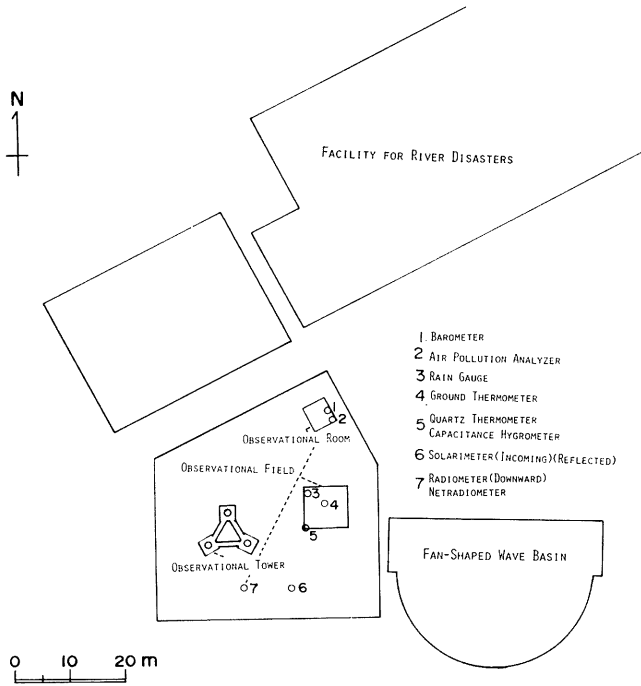 N
FACILITY FOR RIVER DISASTERS
1. BAROMETER
2 AIR POLLUTION ANALYZER
3 RAIN GAUGE
4 GROUND THERMOMETER
5 QUARTZ THERMOMETER
CAPACITANCE HYGROMETER
6 SOLARIMETER(INCOMING)(REFLECTED)
7 RADIOMETER(DOWNWARD)
NETRADIOMETER
1
2
OBSERVATIONAL ROOM
OBSERVATIONAL FIELD
3
4
5
OBSERVATIONAL TOWER
7
6
FAN-SHAPED WAVE BASIN
0 10 20 m